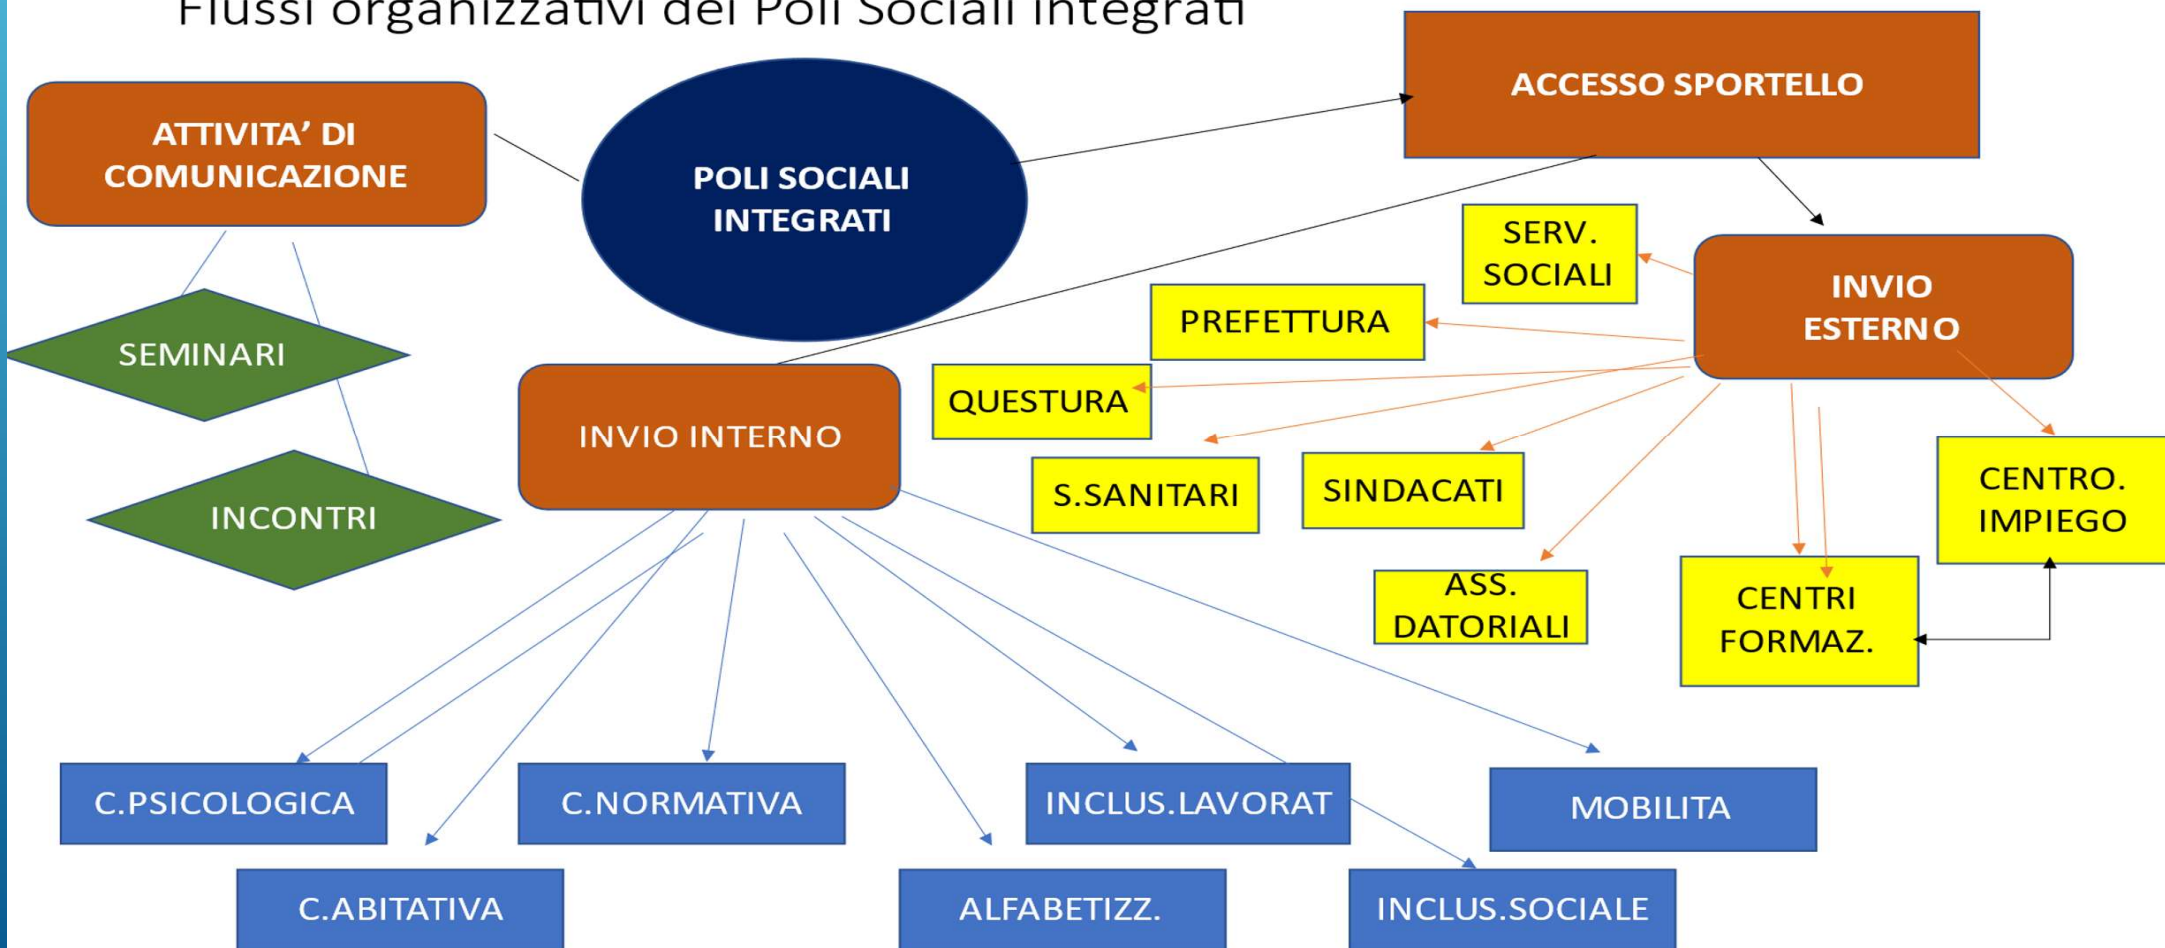 Flussi organizzativi dei Poli Sociali integrati
ACCESSO SPORTELLO
ATTIVITA’ DI
COMUNICAZIONE
POLI SOCIALI
INTEGRATI
SERV.
SOCIALI
INVIO
ESTERNO
PREFETTURA
SEMINARI
QUESTURA
INVIO INTERNO
S.SANITARI
SINDACATI
CENTRO.
IMPIEGO
INCONTRI
ASS.
DATORIALI
CENTRI
FORMAZ.
C.PSICOLOGICA
C.NORMATIVA
INCLUS.LAVORAT
MOBILITA
C.ABITATIVA
ALFABETIZZ.
INCLUS.SOCIALE